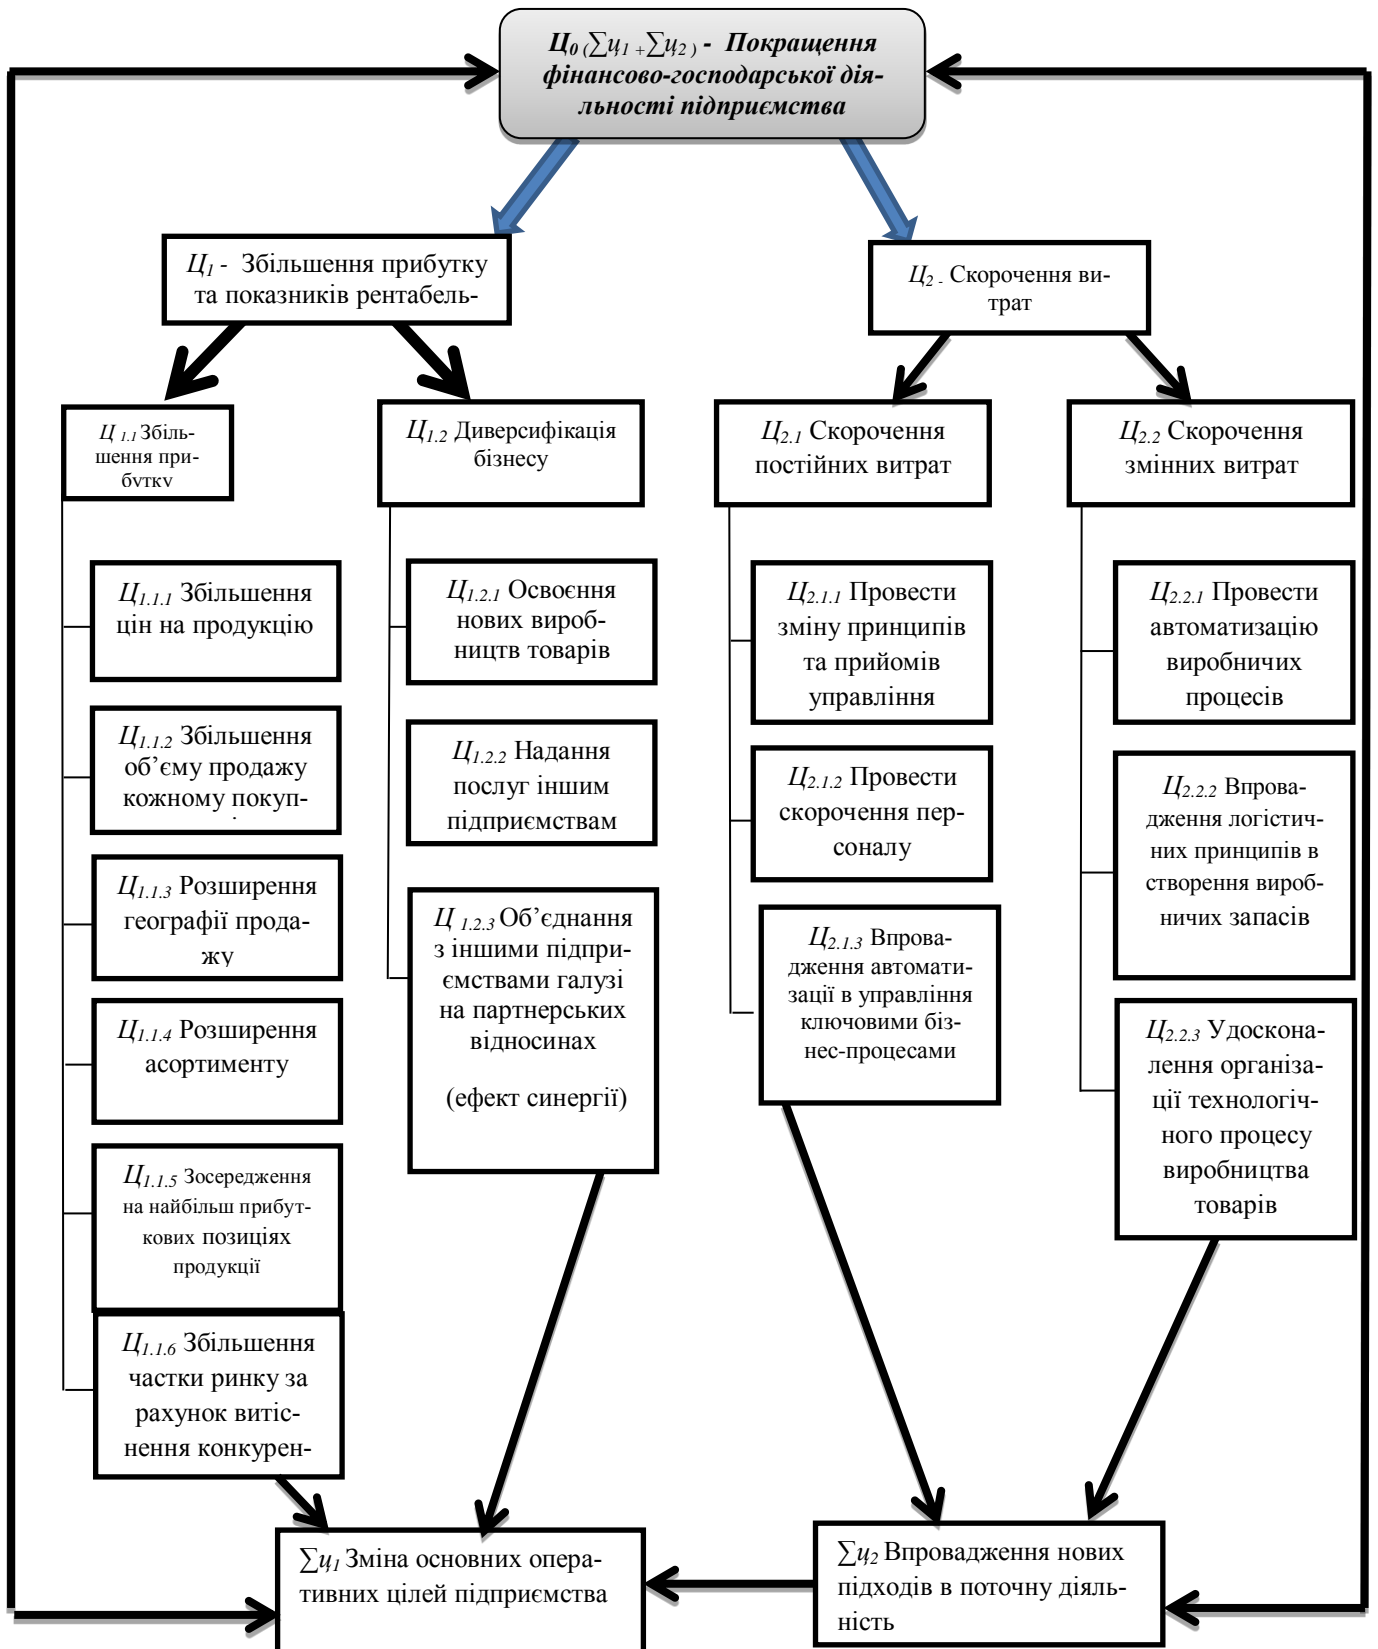 Ц0 (∑ц1 +∑ц2 ) - Покращення
фінансово-господарської дія-
льності підприємства
Ц1 - Збільшення прибутку
та показників рентабель-
Ц2 - Скорочення ви-
трат
Ц 1.1 Збіль-
шення при-
бутку
Ц1.2 Диверсифікація
бізнесу
Ц2.1 Скорочення
постійних витрат
Ц2.2 Скорочення
змінних витрат
Ц1.1.1 Збільшення
цін на продукцію
Ц1.1.2 Збільшення
об’єму продажу
кожному покуп-
Ц1.1.3 Розширення
географії прода-
жу
Ц1.1.4 Розширення
асортименту
Ц1.1.5 Зосередження
на найбільш прибут-
кових позиціях
продукції
Ц1.1.6 Збільшення
частки ринку за
рахунок витіс-
нення конкурен-
Ц1.2.1 Освоєння
нових вироб-
ництв товарів
Ц1.2.2 Надання
послуг іншим
підприємствам
Ц 1.2.3 Об’єднання
з іншими підпри-
ємствами галузі
на партнерських
відносинах
(ефект синергії)
Ц2.1.1 Провести
зміну принципів
та прийомів
управління
Ц2.1.2 Провести
скорочення пер-
соналу
Ц2.1.3 Впрова-
дження автомати-
зації в управління
ключовими біз-
нес-процесами
Ц2.2.1 Провести
автоматизацію
виробничих
процесів
Ц2.2.2 Впрова-
дження логістич-
них принципів в
створення вироб-
ничих запасів
Ц2.2.3 Удоскона-
лення організа-
ції технологіч-
ного процесу
виробництва
товарів
∑ц1 Зміна основних опера-
тивних цілей підприємства
∑ц2 Впровадження нових
підходів в поточну діяль-
ність